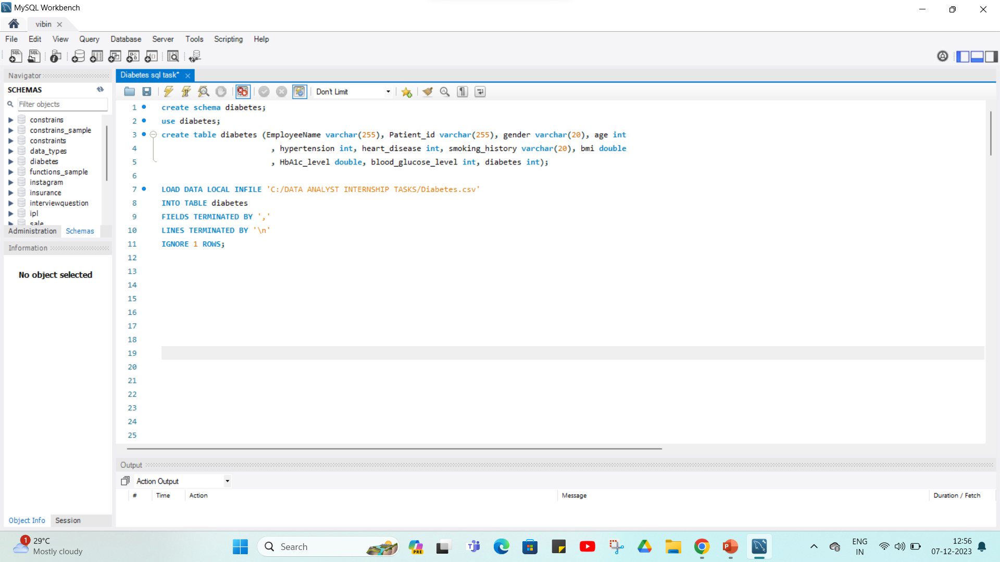 MySQL Workbench
vibin
File Edit View Query Database Server Tools Scripting Help
Navigator
SCHEMAS
Filter objects
constrains
constrains_sample
constraints
data_types
diabetes
functions_sample
instagram
insurance
interviewquestion
ipl
sale
Administration Schemas
Information
No object selected
Object Info Session
Diabetes sql task*
Don't Limit
1 create schema diabetes;
2 use diabetes;
3 create table diabetes (EmployeeName varchar(255), Patient_id varchar(255), gender varchar(20), age int
4 , hypertension int, heart_disease int, smoking_history varchar(20), bmi double
5 , HbA1c_level double, blood_glucose_level int, diabetes int);
6
7 LOAD DATA LOCAL INFILE 'C:/DATA ANALYST INTERNSHIP TASKS/Diabetes.csv'
8 INTO TABLE diabetes
9 FIELDS TERMINATED BY ','
10 LINES TERMINATED BY '\n'
11 IGNORE 1 ROWS;
12
13
14
15
16
17
18
19
20
21
22
23
24
25
Output
Action Output
# Time Action Message Duration / Fetch
1 29°C
Mostly cloudy
Search
PRE
ENG
IN
12:56
07-12-2023